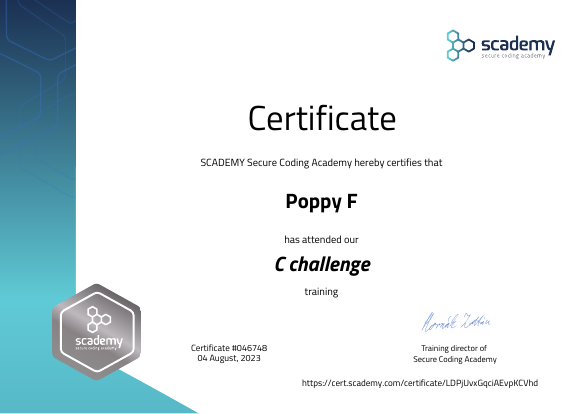 scademy
secure coding academy
Certificate
SCADEMY Secure Coding Academy hereby certifies that
Poppy F
has attended our
C challenge
training
scademy
secure coding academy
Certificate #046748
04 August, 2023
Training director of
Secure Coding Academy
https://cert.scademy.com/certificate/LDPjUvxGqciAEvpKCVhd